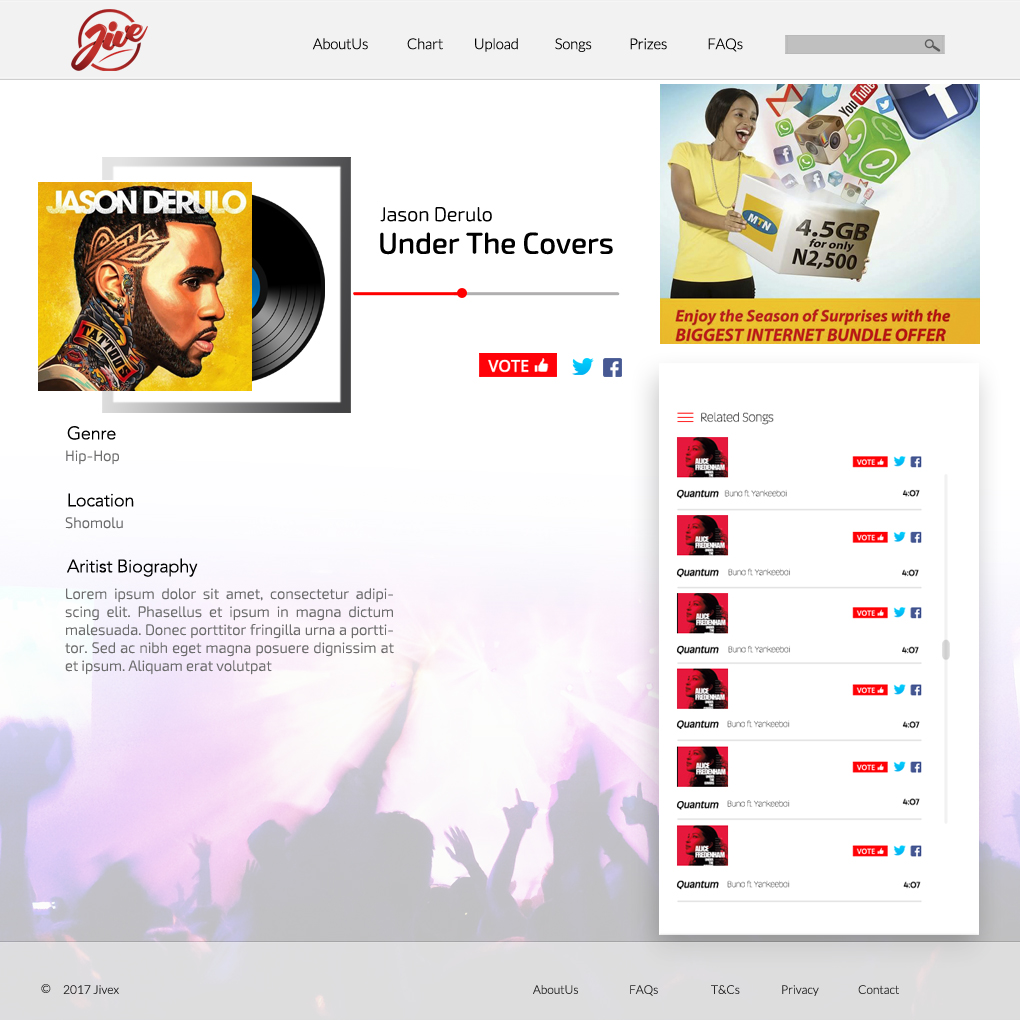 Jive
AboutUs Chart Upload Songs Prizes FAQs
JASON DERULO
TATTOOS
Jason Derulo
Under The Covers
VOTE
Genre
Hip-Hop
Location
Shomolu
Aritist Biography
Lorem ipsum dolor sit amet, consectetur adipi-
scing elit. Phasellus et ipsum in magna dictum
malesuada. Donec porttitor fringilla urna a portti-
tor. Sed ac nibh eget magna posuere dignissim at
et ipsum. Aliquam erat volutpat
YouTube
MTN
4.5GB
for only
N2,500
Enjoy the Season of Surprises with the
BIGGEST INTERNET BUNDLE OFFER
Related Songs
ALICE
FREDENHAM
VOTE
Quantum Buno ft Yankeeboi 4:07
ALICE
FREDENHAM
VOTE
Quantum Buno ft Yankeeboi 4:07
ALICE
FREDENHAM
VOTE
Quantum Buno ft Yankeeboi 4:07
ALICE
FREDENHAM
VOTE
Quantum Buno ft Yankeeboi 4:07
ALICE
FREDENHAM
VOTE
Quantum Buno ft Yankeeboi 4:07
ALICE
FREDENHAM
VOTE
Quantum Buno ft Yankeeboi 4:07
© 2017 Jivex AboutUs FAQs T&Cs Privacy Contact